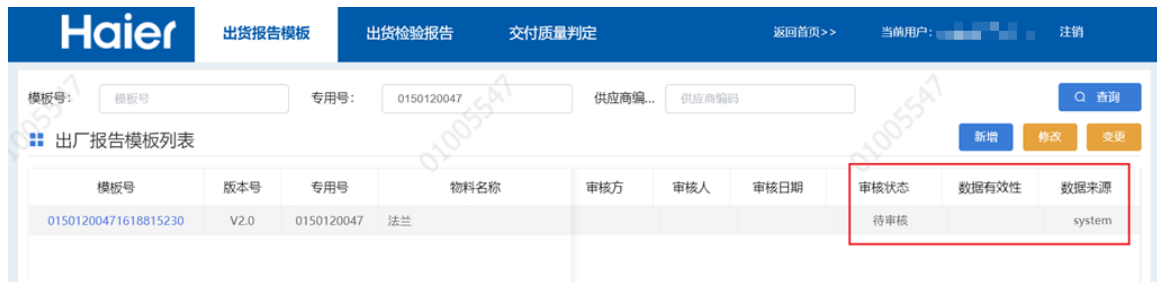 Haier 出货报告模板 出货检验报告 交付质量判定 返回首页>> 当前用户: 注销
模板号: 模板号 专用号: 0150120047 供应商编... 供应商编码 查询
出厂报告模板列表 新增 修改 变更
模板号 版本号 专用号 物料名称 审核方 审核人 审核日期 审核状态 数据有效性 数据来源
01501200471618815230 V2.0 0150120047 法兰 待审核 system
01005547
01005547
01005547